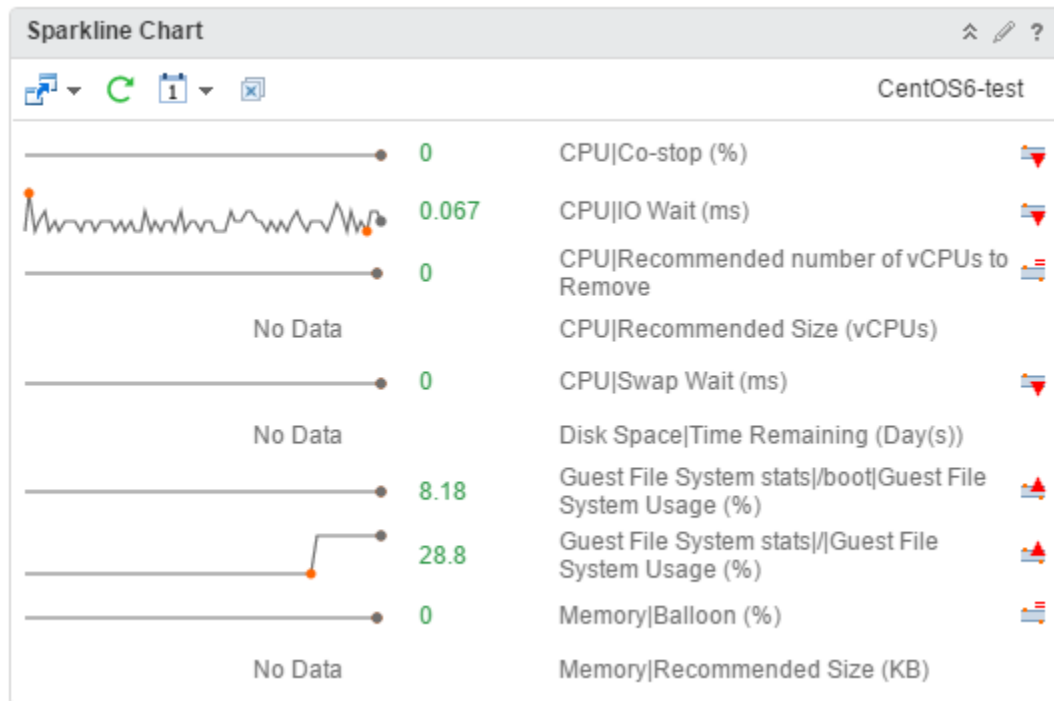 Sparkline Chart
?
1
CentOS6-test
0 CPU|Co-stop (%)
0.067 CPU|IO Wait (ms)
0 CPU|Recommended number of vCPUs to
Remove
No Data CPU|Recommended Size (vCPUs)
0 CPU|Swap Wait (ms)
No Data Disk Space|Time Remaining (Day(s))
8.18 Guest File System stats|/boot|Guest File
System Usage (%)
28.8 Guest File System stats|/|Guest File
System Usage (%)
0 Memory|Balloon (%)
No Data Memory|Recommended Size (KB)